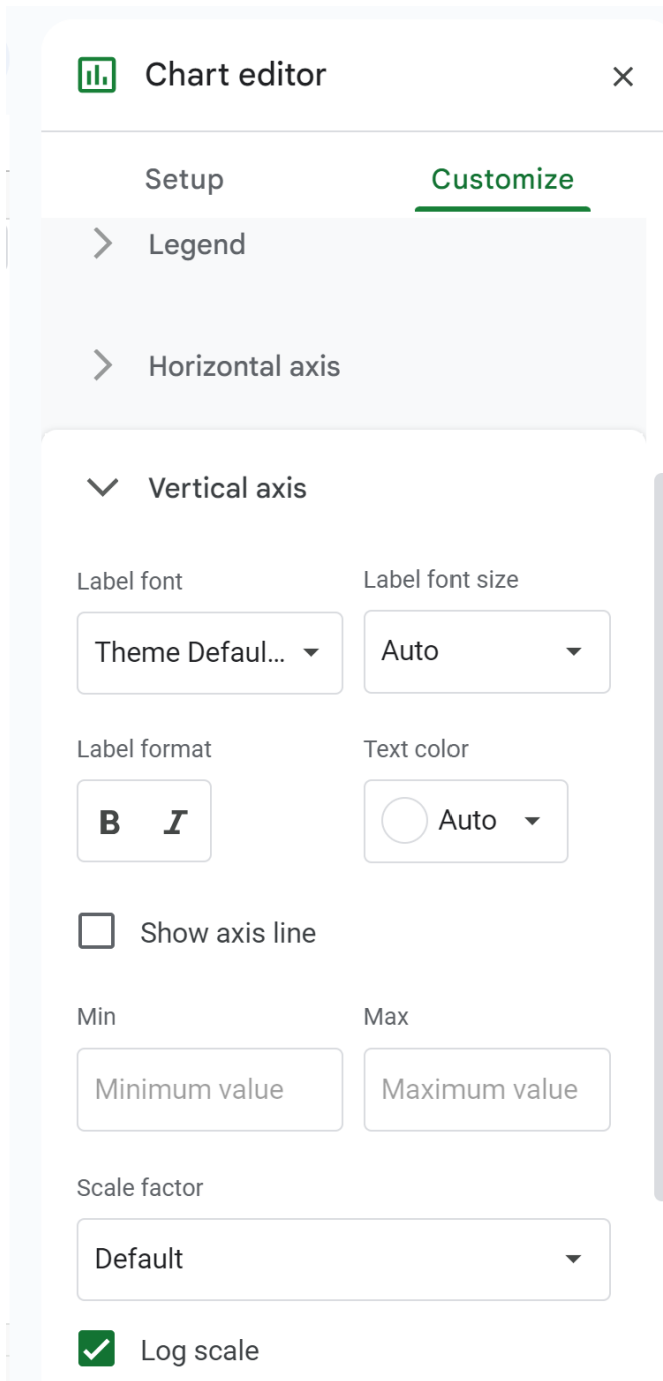 Chart editor
Setup Customize
Legend
Horizontal axis
Vertical axis
Label font Label font size
Theme Defaul... Auto
Label format Text color
B I Auto
Show axis line
Min Max
Minimum value Maximum value
Scale factor
Default
Log scale